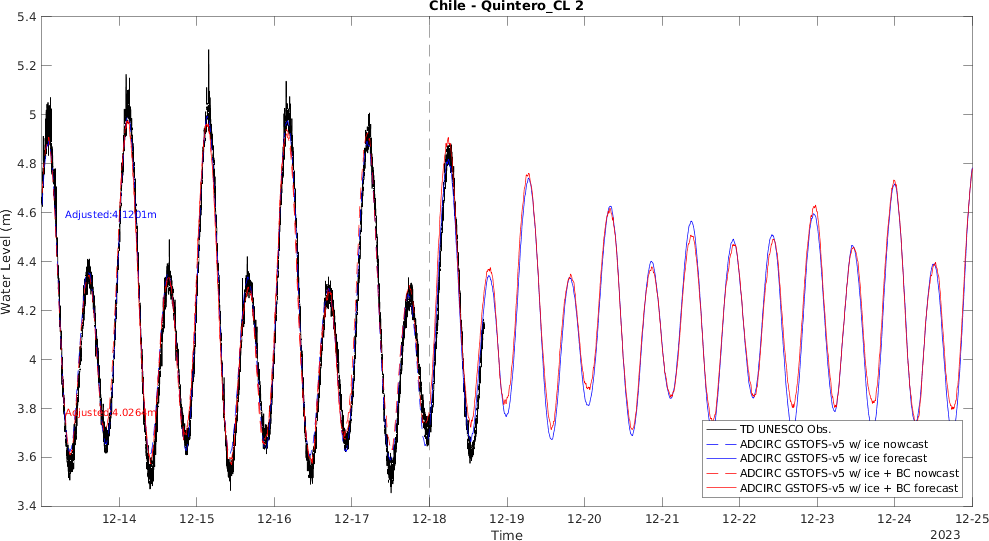 Chile - Quintero_CL 2
5.4
5.2
5
4.8
4.6
4.4
4.2
4
3.8
3.6
3.4
Water Level (m)
Adjusted:4.1201m
Adjusted:4.0264m
TD UNESCO Obs.
ADCIRC GSTOFS-v5 w/ ice nowcast
ADCIRC GSTOFS-v5 w/ ice forecast
ADCIRC GSTOFS-v5 w/ ice + BC nowcast
ADCIRC GSTOFS-v5 w/ ice + BC forecast
12-14 12-15 12-16 12-17 12-18 12-19 12-20 12-21 12-22 12-23 12-24 12-25
Time
2023